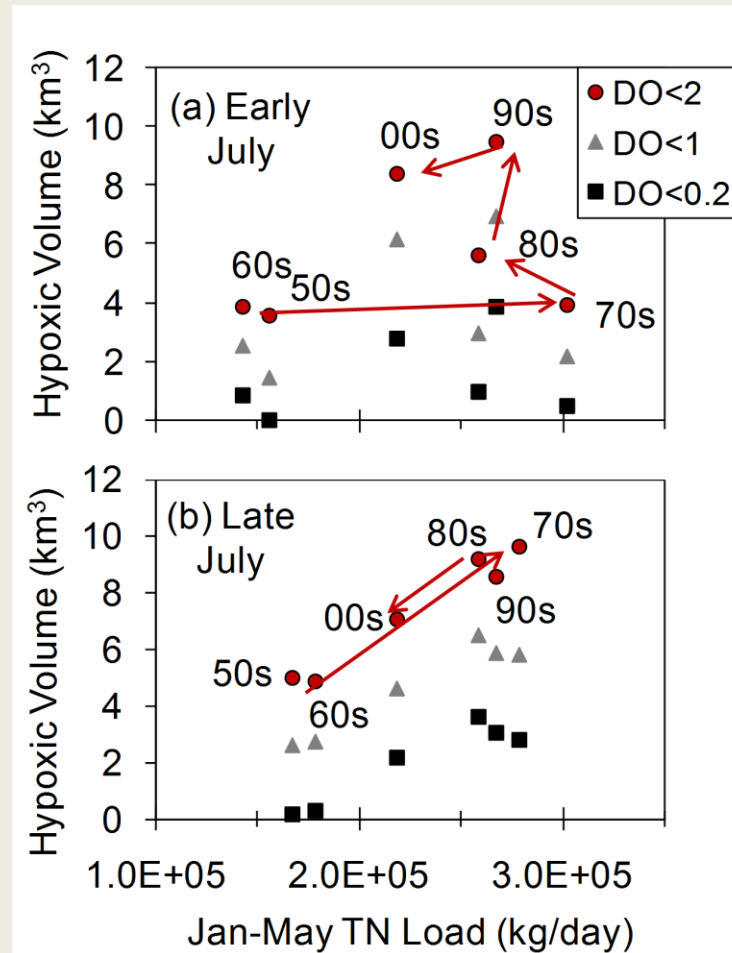 12
10
8
6
4
2
0
Hypoxic Volume (km³)
(a) Early
July
DO<2
DO<1
DO<0.2
00s
90s
60s
50s
80s
70s
12
10
8
6
4
2
0
Hypoxic Volume (km³)
(b) Late
July
80s
70s
00s
90s
50s
60s
1.0E+05
2.0E+05
3.0E+05
Jan-May TN Load (kg/day)